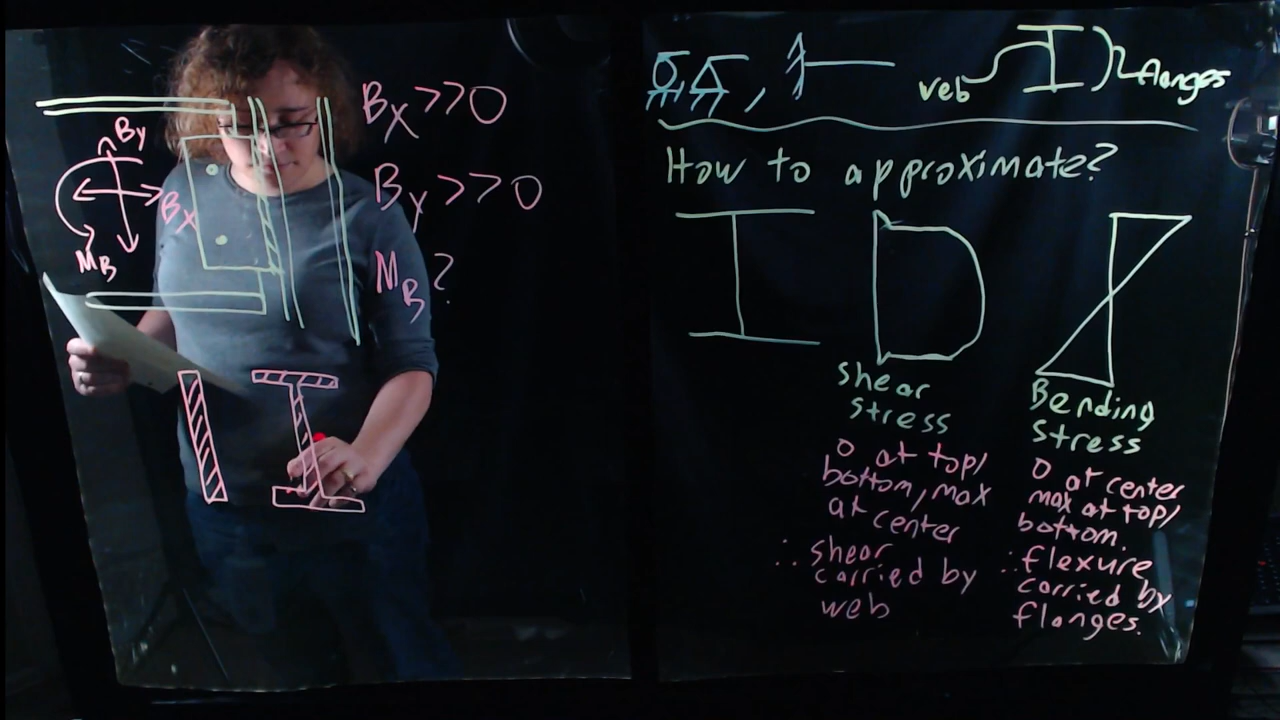 By
Bx
MB
Bx >> 0
By >> 0
MB?
web
flanges
How to approximate?
shear
stress
0 at top/
bottom, max
at center
∴ shear
carried by
web
Bending
stress
0 at center
max at top/
bottom.
∴ flexure
carried by
flanges.